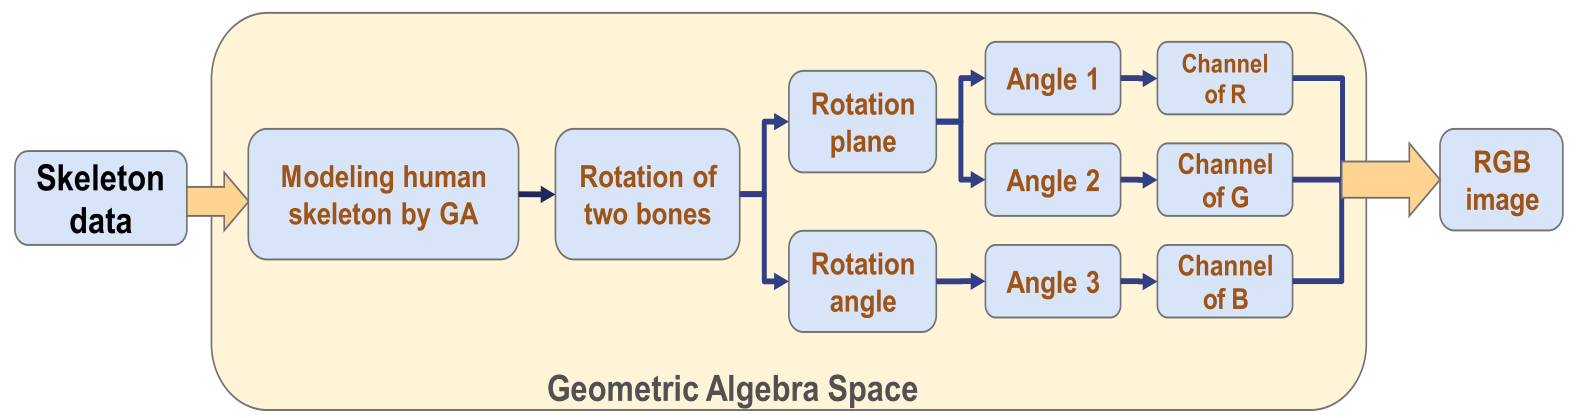 Skeleton
data
Modeling human
skeleton by GA
Rotation of
two bones
Rotation
plane
Rotation
angle
Angle 1
Angle 2
Angle 3
Channel
of R
Channel
of G
Channel
of B
RGB
image
Geometric Algebra Space